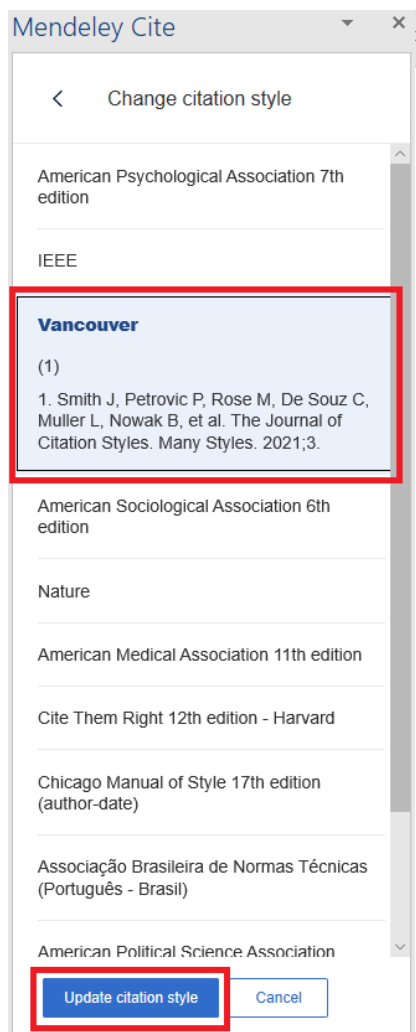 Mendeley Cite
Change citation style
American Psychological Association 7th
edition
IEEE
Vancouver
(1)
1. Smith J, Petrovic P, Rose M, De Souz C,
Muller L, Nowak B, et al. The Journal of
Citation Styles. Many Styles. 2021;3.
American Sociological Association 6th
edition
Nature
American Medical Association 11th edition
Cite Them Right 12th edition - Harvard
Chicago Manual of Style 17th edition
(author-date)
Associação Brasileira de Normas Técnicas
(Português - Brasil)
American Political Science Association
Update citation style
Cancel